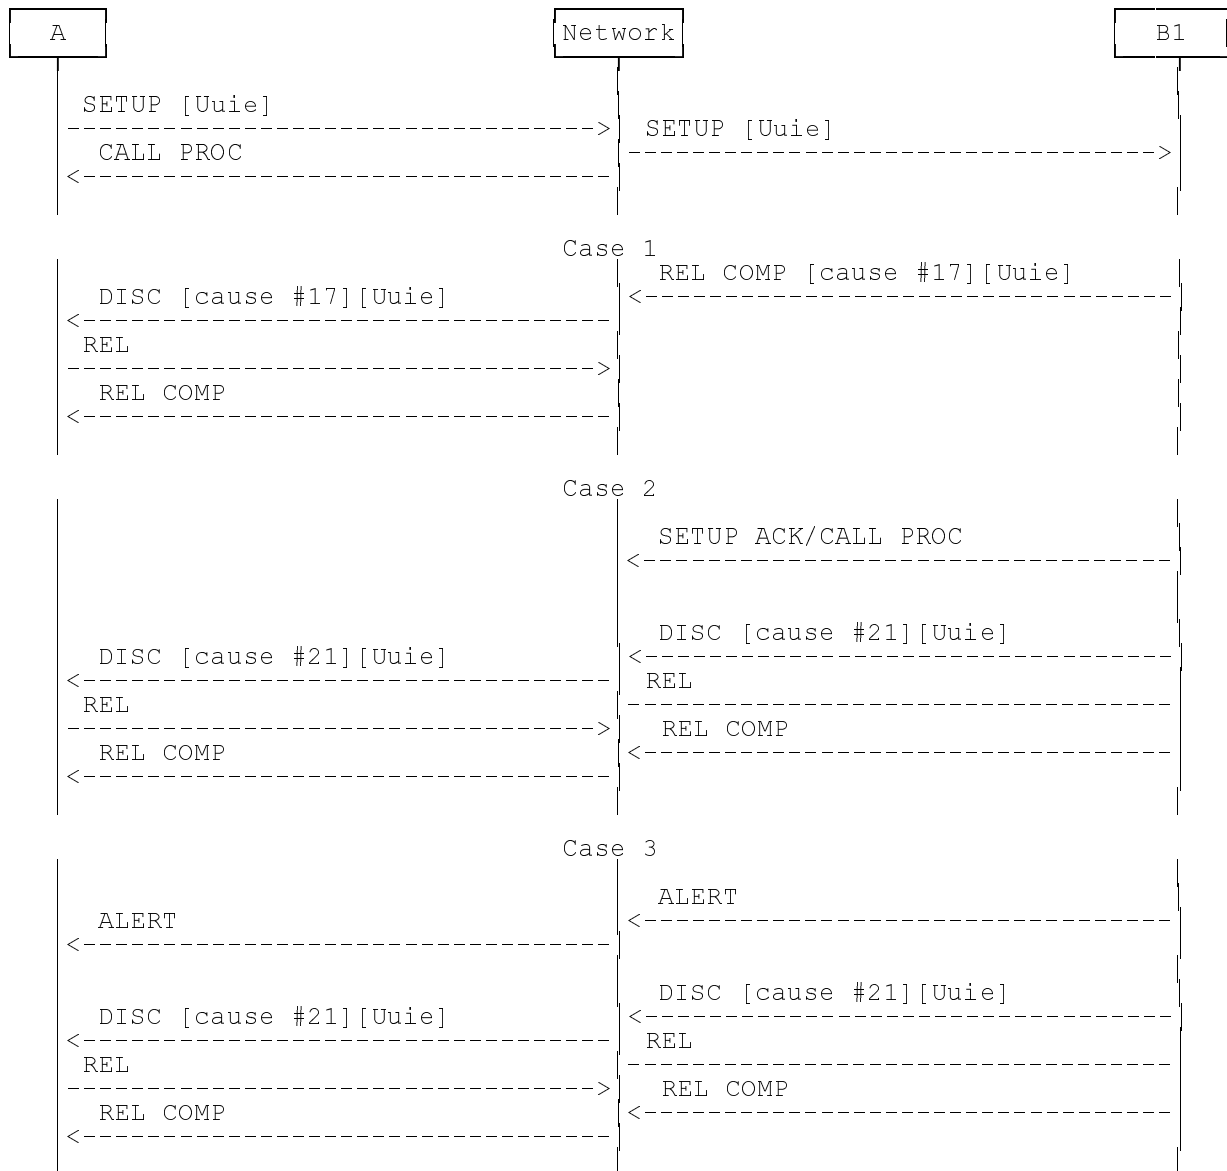 A
Network
B1
SETUP [Uuie]
SETUP [Uuie]
CALL PROC
Case 1
REL COMP [cause #17][Uuie]
DISC [cause #17][Uuie]
REL
REL COMP
Case 2
SETUP ACK/CALL PROC
DISC [cause #21][Uuie]
DISC [cause #21][Uuie]
REL
REL
REL COMP
REL COMP
Case 3
ALERT
ALERT
DISC [cause #21][Uuie]
DISC [cause #21][Uuie]
REL
REL
REL COMP
REL COMP